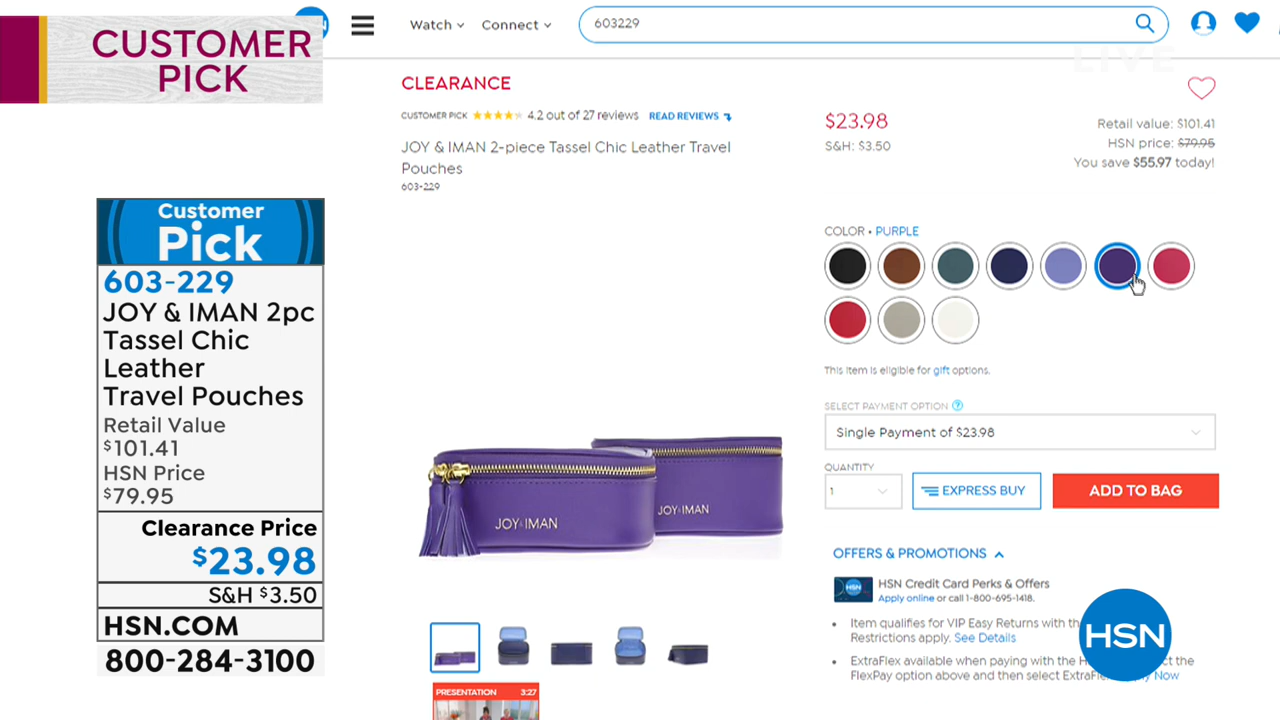 CUSTOMER
PICK
Customer
Pick
603-229
JOY & IMAN 2pc
Tassel Chic
Leather
Travel Pouches
Retail Value
$101.41
HSN Price
$79.95
Clearance Price
$23.98
S&H $3.50
HSN.COM
800-284-3100
Watch
Connect
603229
LIVE
CLEARANCE
CUSTOMER PICK 4.2 out of 27 reviews READ REVIEWS
JOY & IMAN 2-piece Tassel Chic Leather Travel
Pouches
603-229
$23.98
S&H: $3.50
Retail value: $101.41
HSN price: $79.95
You save $55.97 today!
COLOR • PURPLE
This item is eligible for gift options.
SELECT PAYMENT OPTION ?
Single Payment of $23.98
QUANTITY
1
EXPRESS BUY
ADD TO BAG
JOY & IMAN
JOY & IMAN
OFFERS & PROMOTIONS
HSN
HSN Credit Card Perks & Offers
Apply online or call 1-800-695-1418.
• Item qualifies for VIP Easy Returns with th
Restrictions apply. See Details
• ExtraFlex available when paying with the H ct the
FlexPay option above and then select ExtraFle y Now
HSN
PRESENTATION 3:27